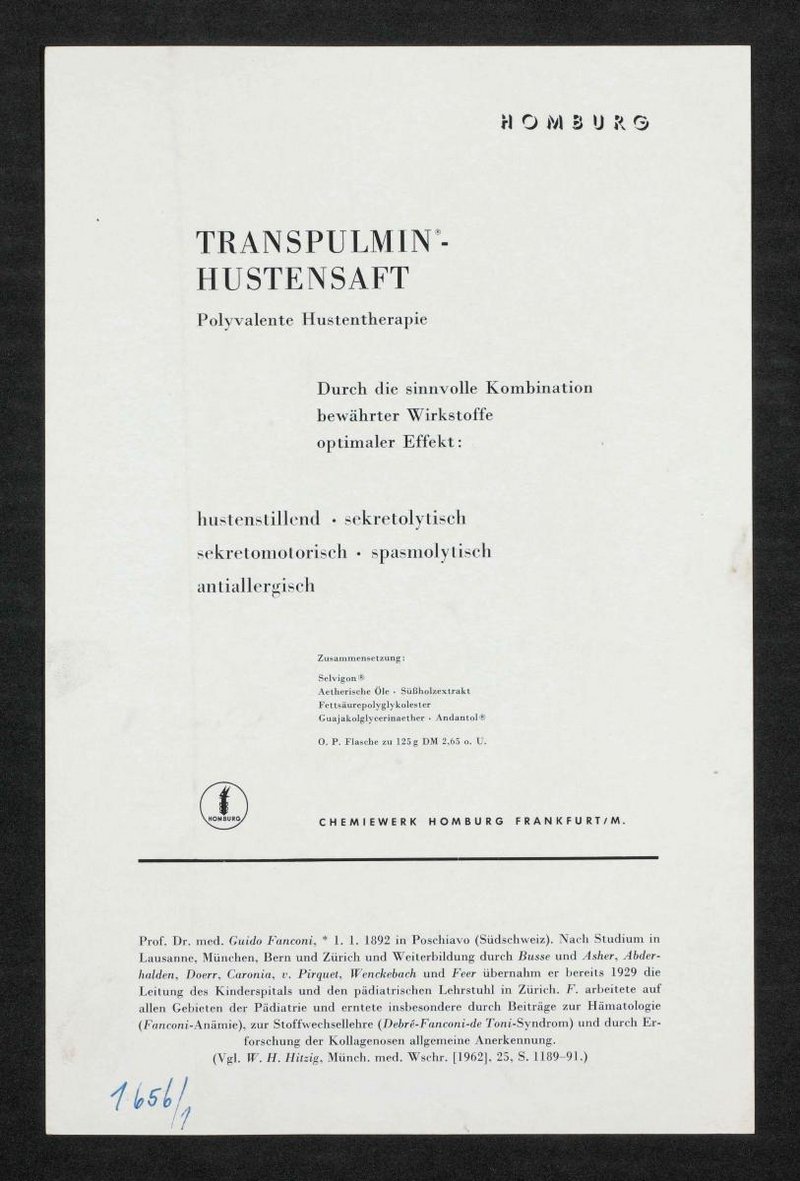 HOMBURG
TRANSPULMIN®-
HUSTENSAFT
Polyvalente Hustentherapie
Durch die sinnvolle Kombination
bewährter Wirkstoffe
optimaler Effekt:
hustenstillend · sekretolytisch
sekretomotorisch · spasmolytisch
antiallergisch
Zusammensetzung:
Selvigon®
Aetherische Öle · Süßholzextrakt
Fettsäurepolyglykolester
Guajakolglycerinaether · Andantol®
O. P. Flasche zu 125 g DM 2,65 o. U.
HOMBURG
CHEMIEWERK HOMBURG FRANKFURT/M.
Prof. Dr. med. Guido Fanconi, * 1. 1. 1892 in Poschiavo (Südschweiz). Nach Studium in
Lausanne, München, Bern und Zürich und Weiterbildung durch Busse und Asher, Abder-
halden, Doerr, Caronia, v. Pirquet, Wenckebach und Feer übernahm er bereits 1929 die
Leitung des Kinderspitals und den pädiatrischen Lehrstuhl in Zürich. F. arbeitete auf
allen Gebieten der Pädiatrie und erntete insbesondere durch Beiträge zur Hämatologie
(Fanconi-Anämie), zur Stoffwechsellehre (Debré-Fanconi-de Toni-Syndrom) und durch Er-
forschung der Kollagenosen allgemeine Anerkennung.
(Vgl. W. H. Hitzig, Münch. med. Wschr. [1962], 25, S. 1189–91.)
1656/1